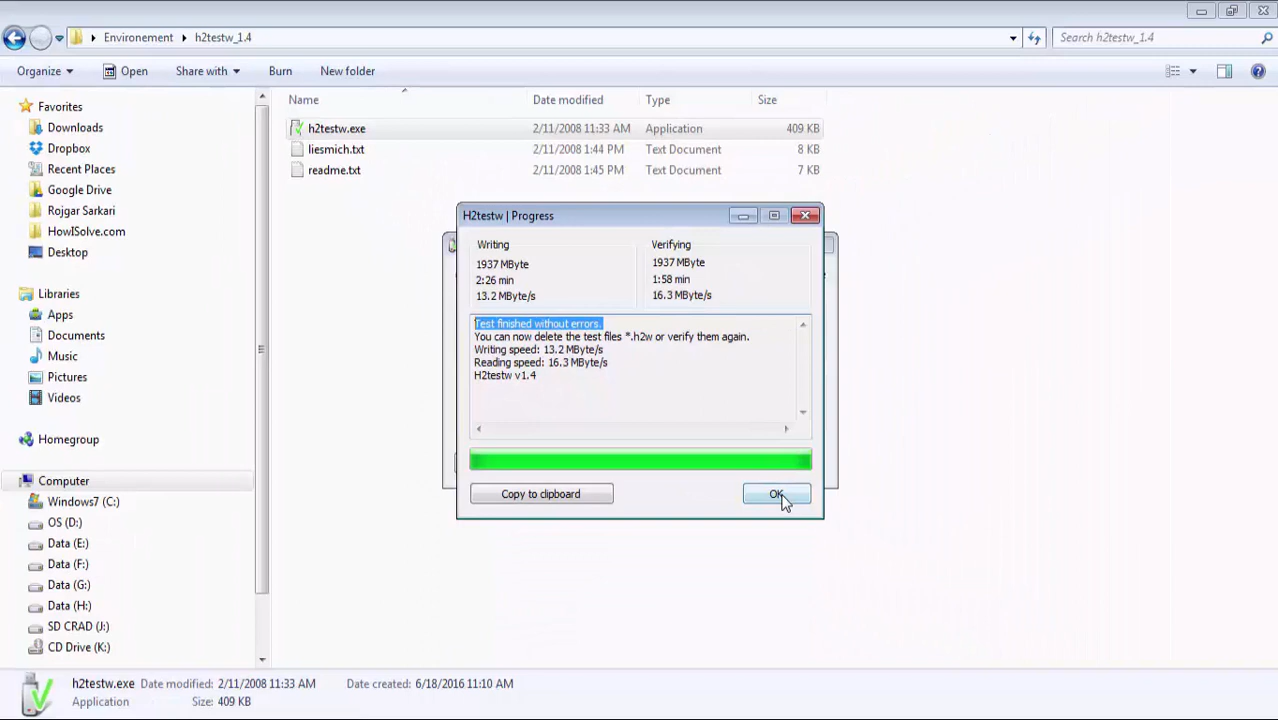 Environement h2testw_1.4
Search h2testw_1.4
Organize Open Share with Burn New folder
Name Date modified Type Size
h2testw.exe 2/11/2008 11:33 AM Application 409 KB
liesmich.txt 2/11/2008 1:44 PM Text Document 8 KB
readme.txt 2/11/2008 1:45 PM Text Document 7 KB
Favorites
Downloads
Dropbox
Recent Places
Google Drive
Rojgar Sarkari
HowISolve.com
Desktop
Libraries
Apps
Documents
Music
Pictures
Videos
Homegroup
Computer
Windows7 (C:)
OS (D:)
Data (E:)
Data (F:)
Data (G:)
Data (H:)
SD CRAD (J:)
CD Drive (K:)
H2testw | Progress
Writing
1937 MByte
2:26 min
13.2 MByte/s
Verifying
1937 MByte
1:58 min
16.3 MByte/s
Test finished without errors.
You can now delete the test files *.h2w or verify them again.
Writing speed: 13.2 MByte/s
Reading speed: 16.3 MByte/s
H2testw v1.4
Copy to clipboard OK
h2testw.exe Date modified: 2/11/2008 11:33 AM Date created: 6/18/2016 11:10 AM
Application Size: 409 KB